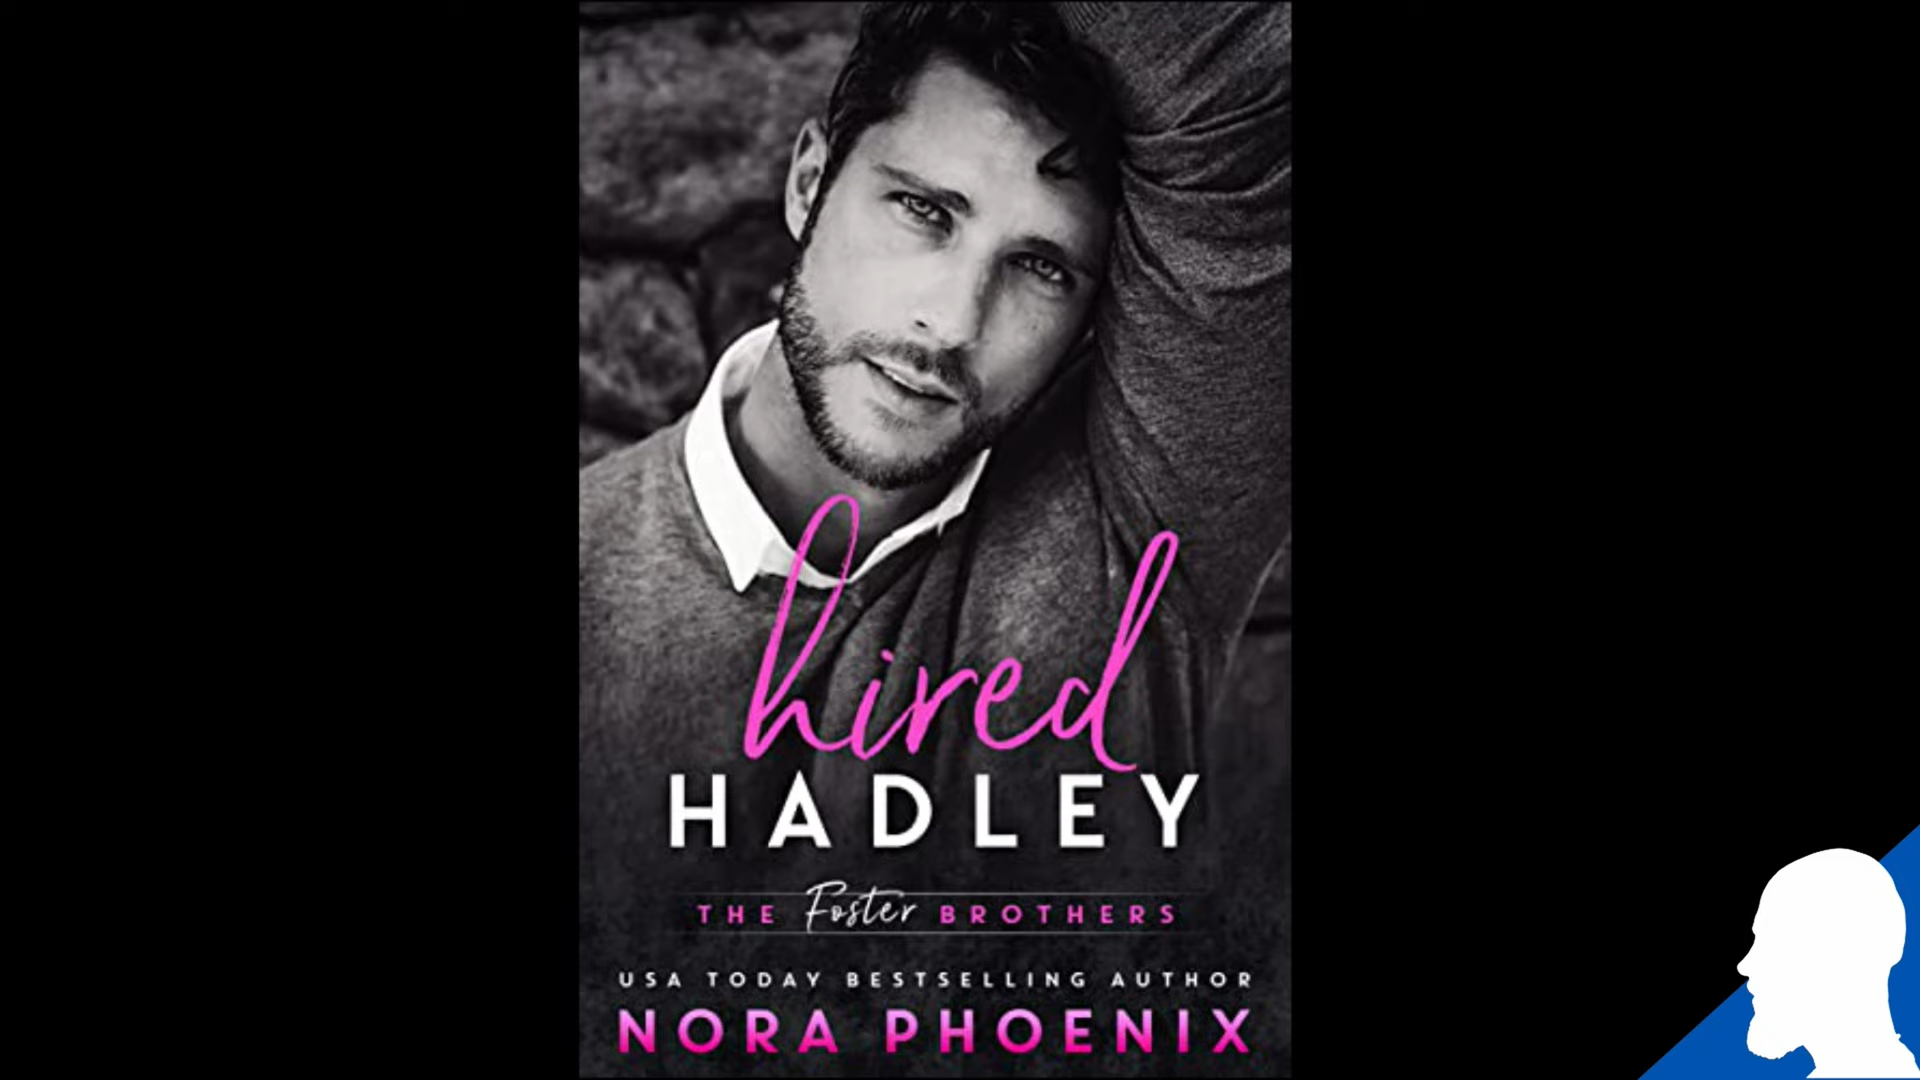 hired
HADLEY
THE Foster BROTHERS
USA TODAY BESTSELLING AUTHOR
NORA PHOENIX